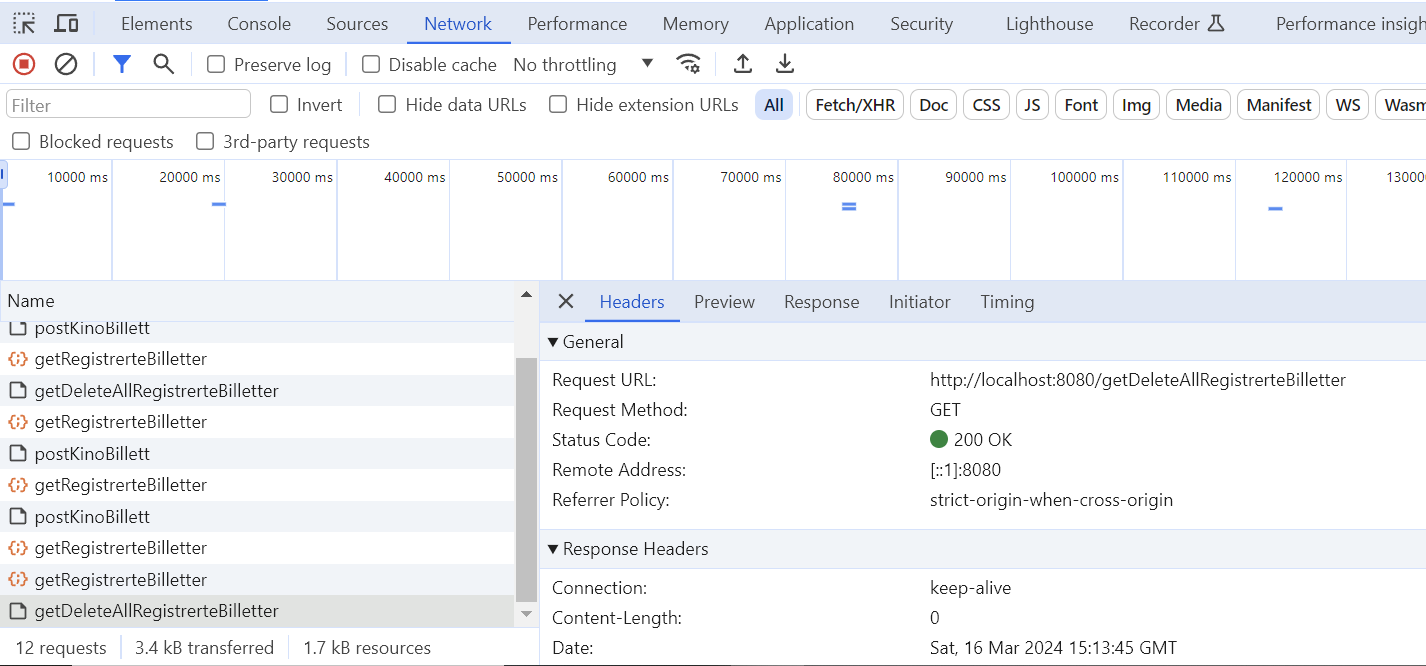 Elements Console Sources Network Performance Memory Application Security Lighthouse Recorder Performance insigh
Preserve log Disable cache No throttling
Filter Invert Hide data URLs Hide extension URLs All Fetch/XHR Doc CSS JS Font Img Media Manifest WS Wasm
Blocked requests 3rd-party requests
10000 ms 20000 ms 30000 ms 40000 ms 50000 ms 60000 ms 70000 ms 80000 ms 90000 ms 100000 ms 110000 ms 120000 ms 13000
Name
postKinoBillett
getRegistrerteBilletter
getDeleteAllRegistrerteBilletter
getRegistrerteBilletter
postKinoBillett
getRegistrerteBilletter
postKinoBillett
getRegistrerteBilletter
getRegistrerteBilletter
getDeleteAllRegistrerteBilletter
12 requests 3.4 kB transferred 1.7 kB resources
Headers Preview Response Initiator Timing
General
Request URL: http://localhost:8080/getDeleteAllRegistrerteBilletter
Request Method: GET
Status Code: 200 OK
Remote Address: [::1]:8080
Referrer Policy: strict-origin-when-cross-origin
Response Headers
Connection: keep-alive
Content-Length: 0
Date: Sat, 16 Mar 2024 15:13:45 GMT